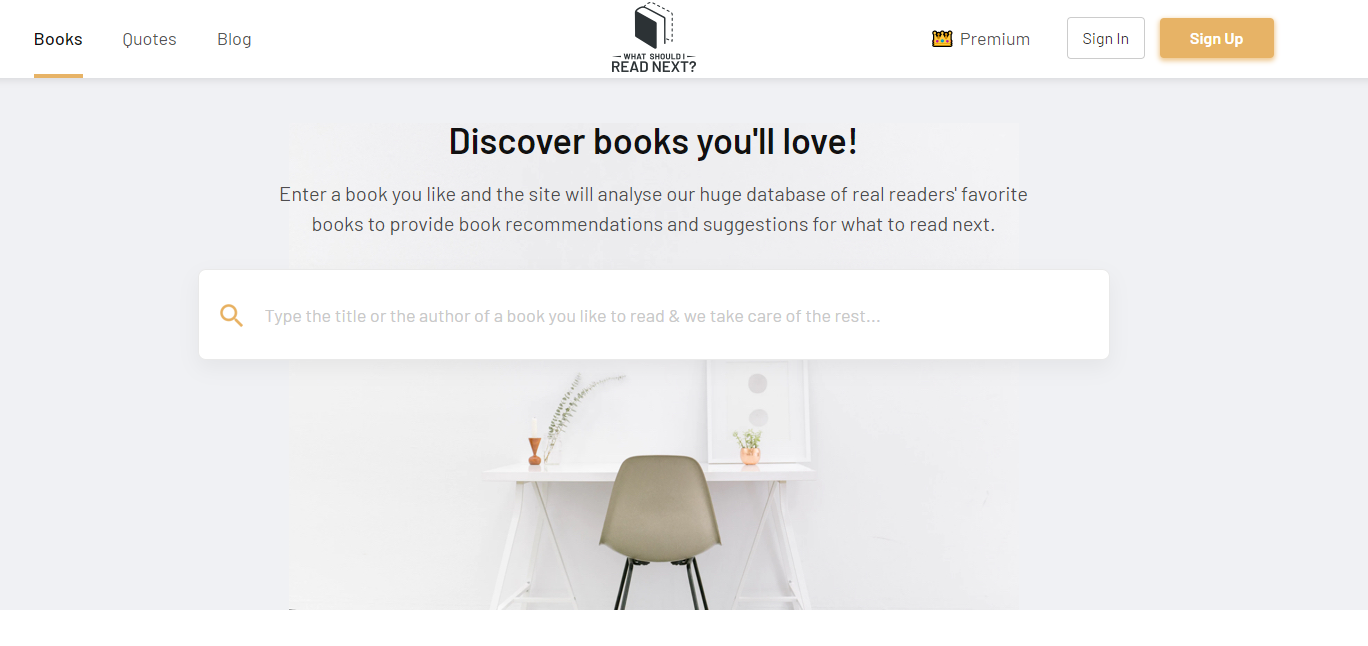 Books
Quotes
Blog
WHAT SHOULD I
READ NEXT?
Premium
Sign In
Sign Up
Discover books you'll love!
Enter a book you like and the site will analyse our huge database of real readers' favorite
books to provide book recommendations and suggestions for what to read next.
Type the title or the author of a book you like to read & we take care of the rest...